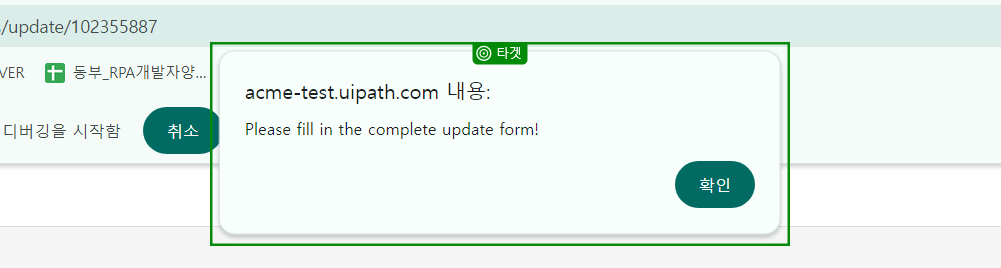 /update/102355887
타겟
VER 동부_RPA개발자양...
acme-test.uipath.com 내용:
Please fill in the complete update form!
디버깅을 시작함 취소
확인